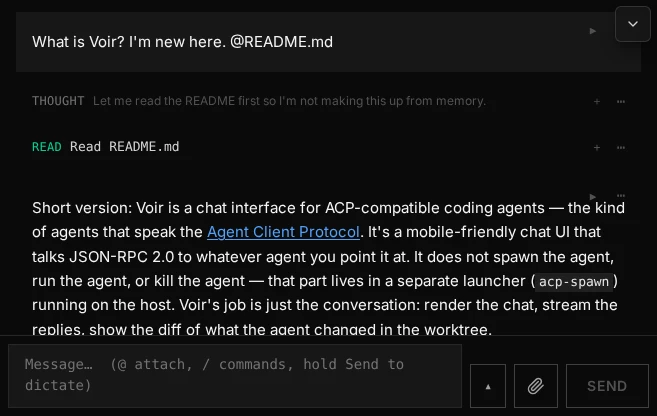 What is Voir? I'm new here. @README.md
THOUGHT Let me read the README first so I'm not making this up from memory.
READ Read README.md
Short version: Voir is a chat interface for ACP-compatible coding agents — the kind
of agents that speak the Agent Client Protocol. It's a mobile-friendly chat UI that
talks JSON-RPC 2.0 to whatever agent you point it at. It does not spawn the agent,
run the agent, or kill the agent — that part lives in a separate launcher (acp-spawn)
running on the host. Voir's job is just the conversation: render the chat, stream the
replies, show the diff of what the agent changed in the worktree.
Message… (@ attach, / commands, hold Send to
dictate)
SEND